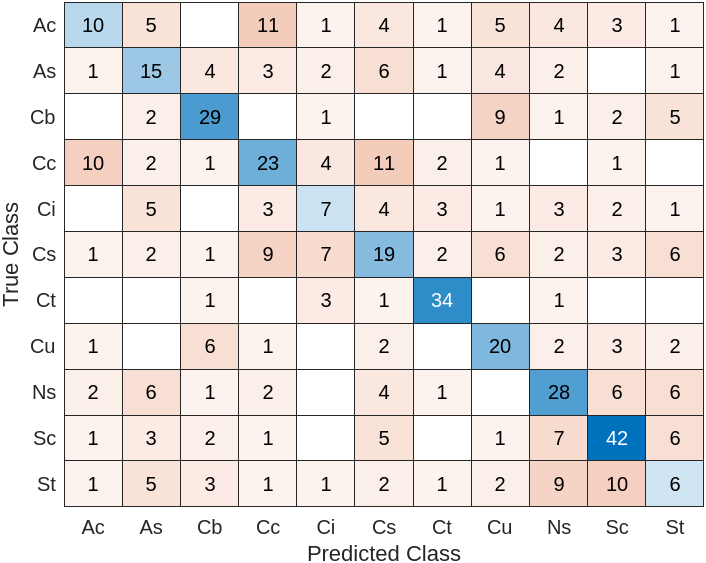 Ac 10 5 11 1 4 1 5 4 3 1
As 1 15 4 3 2 6 1 4 2 1
Cb 2 29 1 9 1 2 5
Cc 10 2 1 23 4 11 2 1 1
Ci 5 3 7 4 3 1 3 2 1
Cs 1 2 1 9 7 19 2 6 2 3 6
Ct 1 3 1 34 1
Cu 1 6 1 2 20 2 3 2
Ns 2 6 1 2 4 1 28 6 6
Sc 1 3 2 1 5 1 7 42 6
St 1 5 3 1 1 2 1 2 9 10 6
Ac As Cb Cc Ci Cs Ct Cu Ns Sc St
Predicted Class
True Class